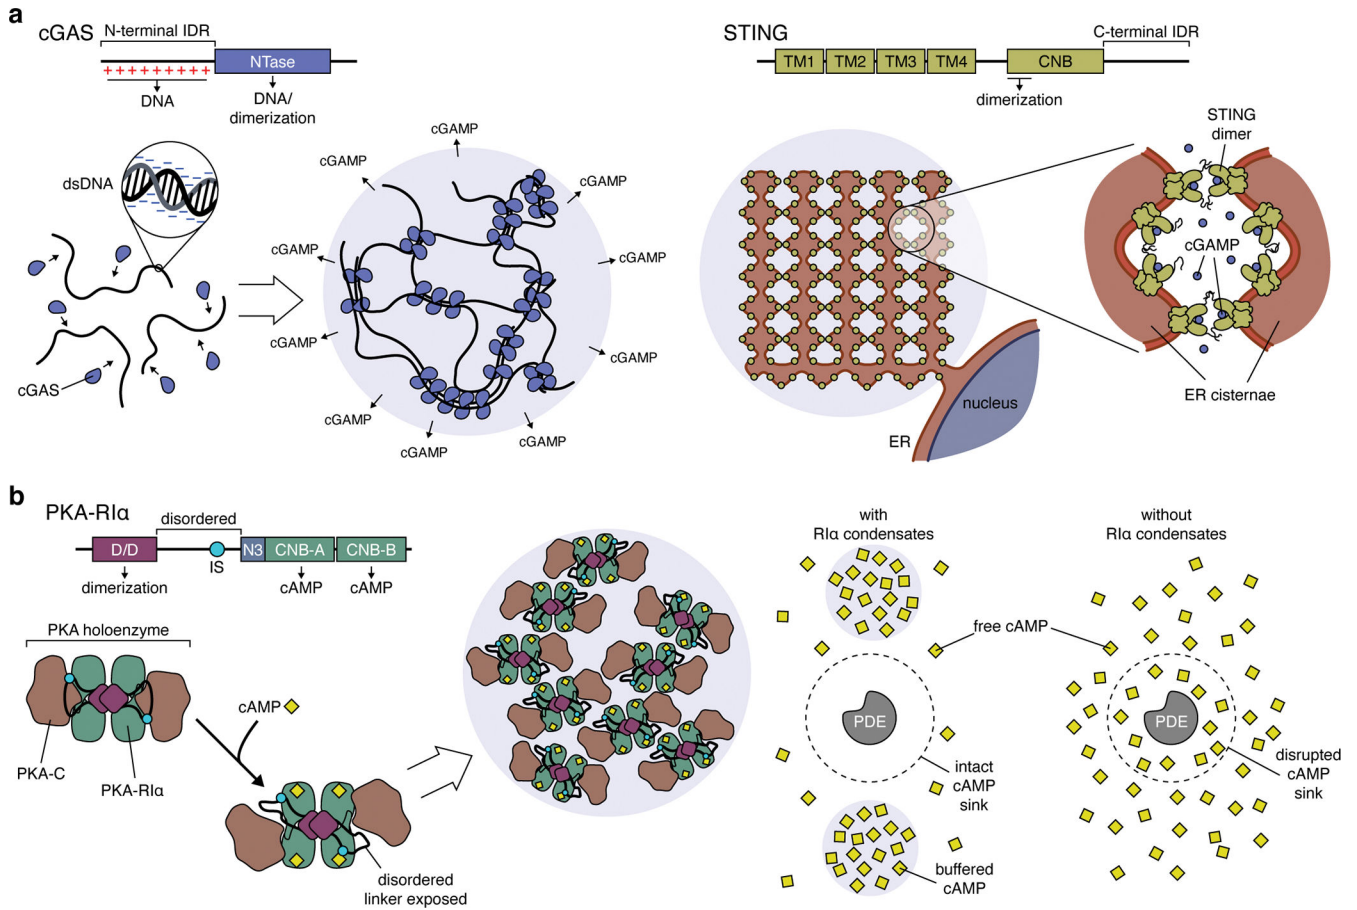 a
cGAS
N-terminal IDR
NTase
+ + + + + + + + +
DNA
DNA/
dimerization
dsDNA
cGAS
cGAMP
cGAMP
cGAMP
cGAMP
cGAMP
cGAMP
cGAMP
cGAMP
cGAMP
cGAMP
STING
C-terminal IDR
TM1
TM2
TM3
TM4
CNB
dimerization
STING
dimer
cGAMP
ER cisternae
nucleus
ER
b
PKA-RIα
disordered
D/D
IS
N3
CNB-A
CNB-B
dimerization
cAMP
cAMP
PKA holoenzyme
PKA-C
PKA-RIα
cAMP
disordered
linker exposed
with
RIα condensates
without
RIα condensates
free cAMP
PDE
PDE
intact
cAMP
sink
disrupted
cAMP
sink
buffered
cAMP